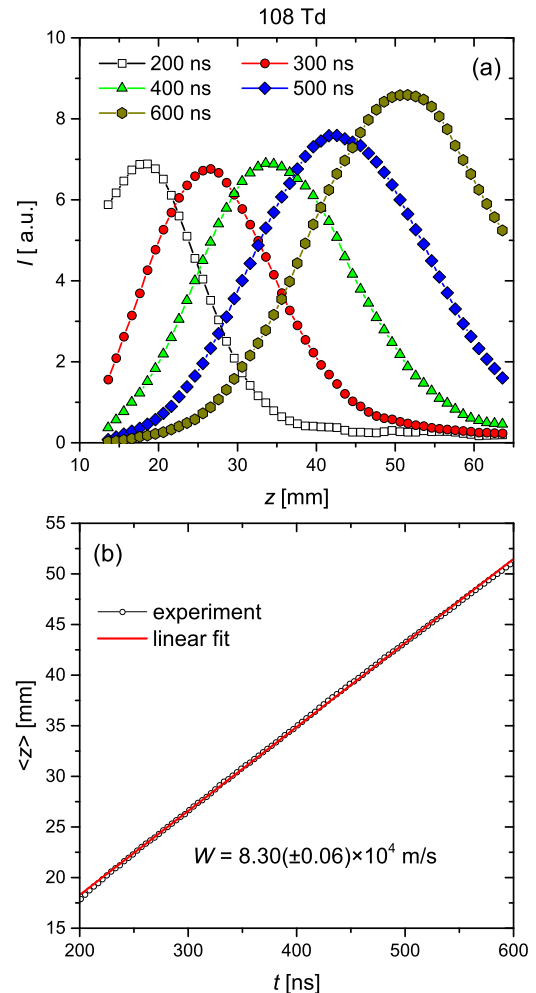 108 Td
(a)
200 ns 300 ns
400 ns 500 ns
600 ns
10
8
6
4
2
0
I [ a.u.]
10 20 30 40 50 60
z [mm]
55
50
45
40
35
30
25
20
15
(b)
experiment
linear fit
<z> [mm]
W = 8.30(±0.06)×10⁴ m/s
200 300 400 500 600
t [ns]